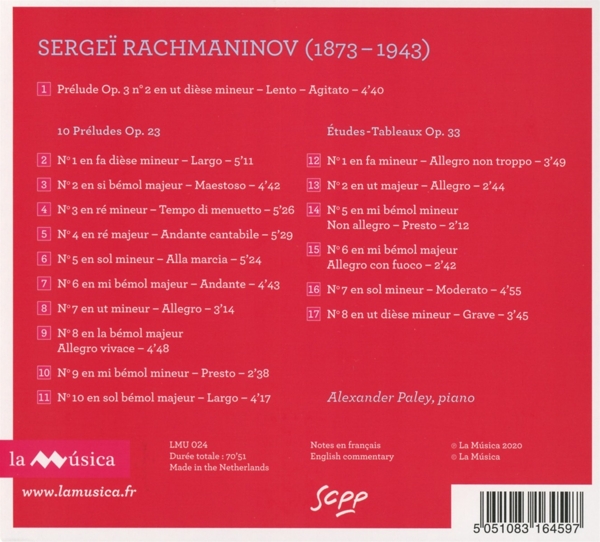 SERGEÏ RACHMANINOV (1873 – 1943)
1 Prélude Op. 3 n° 2 en ut dièse mineur – Lento – Agitato – 4’40
10 Préludes Op. 23
2 N° 1 en fa dièse mineur – Largo – 5’11
3 N° 2 en si bémol majeur – Maestoso – 4’42
4 N° 3 en ré mineur – Tempo di menuetto – 5’26
5 N° 4 en ré majeur – Andante cantabile – 5’29
6 N° 5 en sol mineur – Alla marcia – 5’24
7 N° 6 en mi bémol majeur – Andante – 4’43
8 N° 7 en ut mineur – Allegro – 3’14
9 N° 8 en la bémol majeur
Allegro vivace – 4’48
10 N° 9 en mi bémol mineur – Presto – 2’38
11 N° 10 en sol bémol majeur – Largo – 4’17
Études-Tableaux Op. 33
12 N° 1 en fa mineur – Allegro non troppo – 3’49
13 N° 2 en ut majeur – Allegro – 2’44
14 N° 5 en mi bémol mineur
Non allegro – Presto – 2’12
15 N° 6 en mi bémol majeur
Allegro con fuoco – 2’42
16 N° 7 en sol mineur – Moderato – 4’55
17 N° 8 en ut dièse mineur – Grave – 3’45
Alexander Paley, piano
la Música
www.lamusica.fr
LMU 024
Durée totale : 70’51
Made in the Netherlands
Notes en français
English commentary
scpp
℗ La Música 2020
© La Música
5 051083 164597